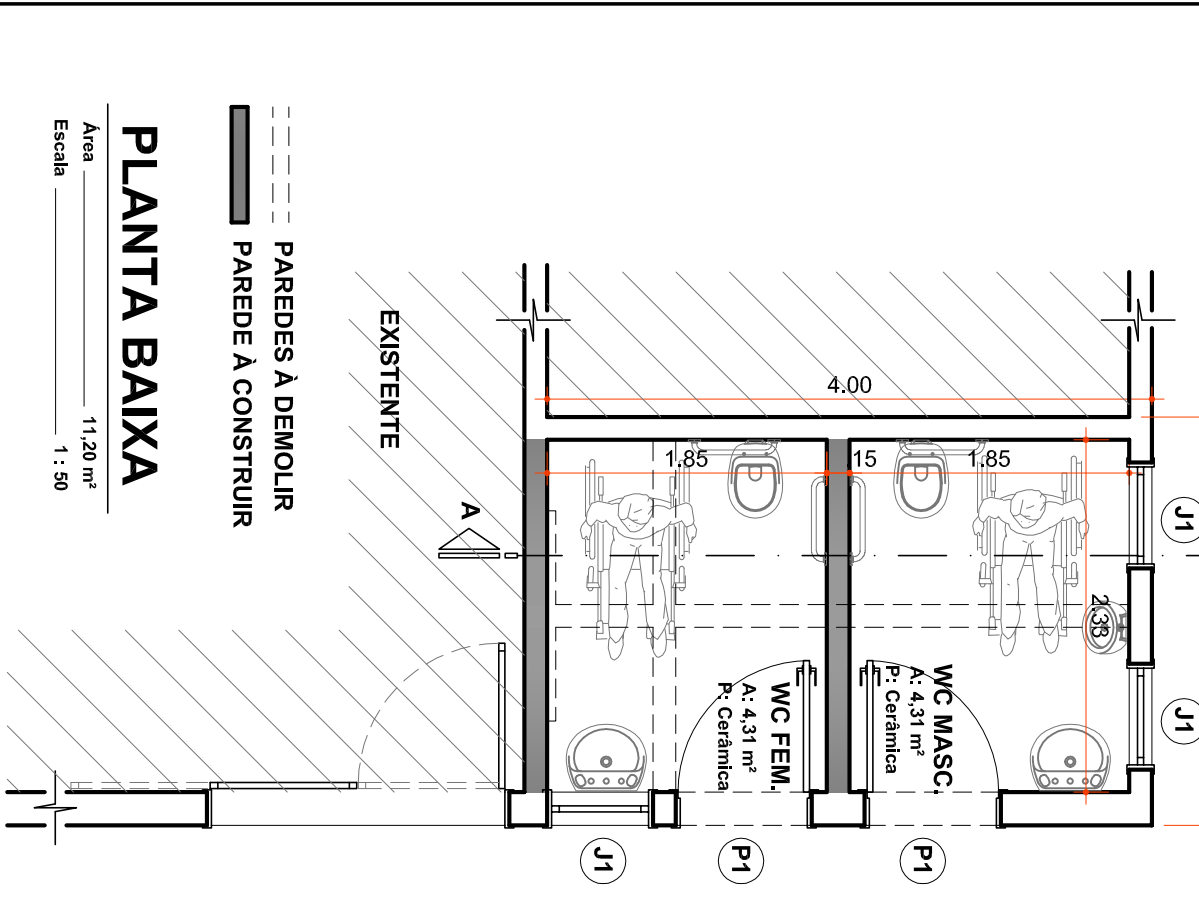 PLANTA BAIXA
Área 11,20 m²
Escala 1 : 50
PAREDES À DEMOLIR
PAREDE À CONSTRUIR
EXISTENTE
A
4.00
1.85
15
1.85
2.33
J1
J1
WC MASC.
A: 4,31 m²
P: Cerâmica
WC FEM.
A: 4,31 m²
P: Cerâmica
J1
P1
P1